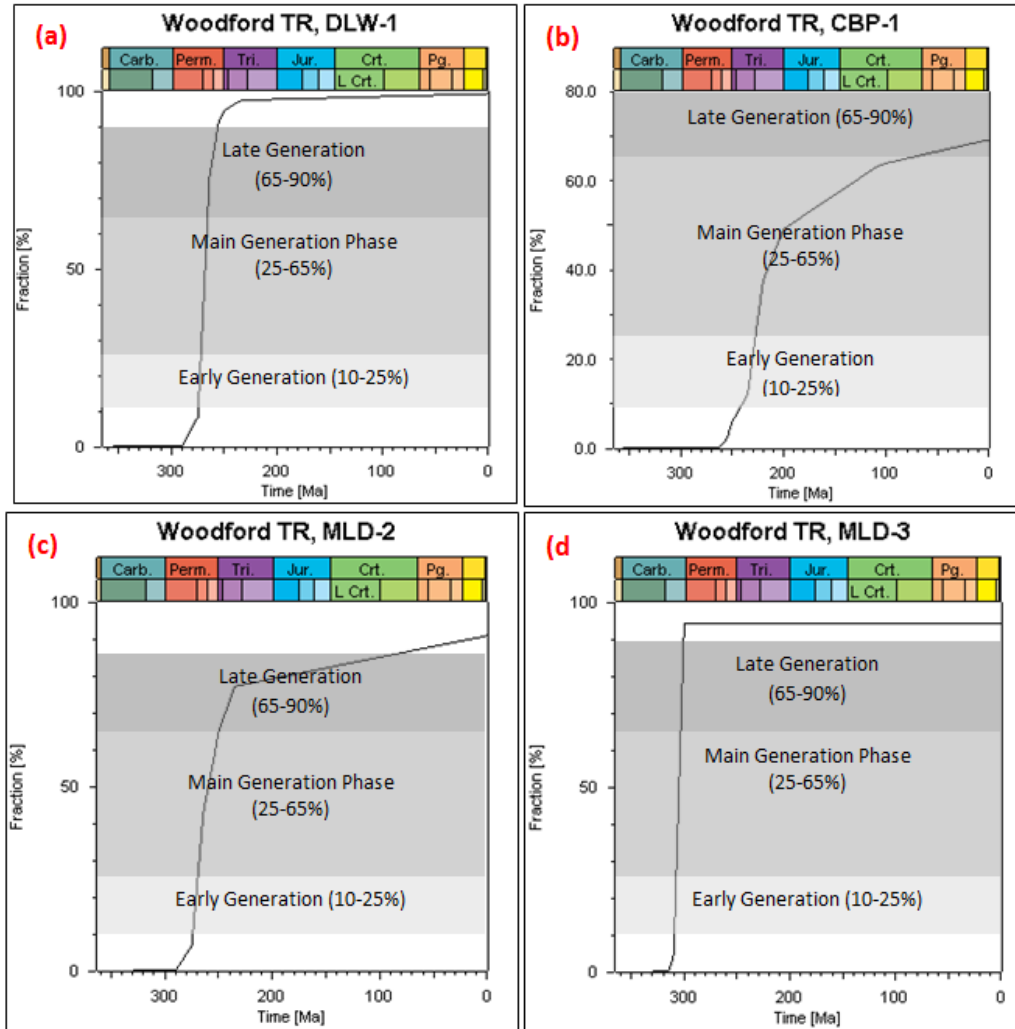 (a)
Woodford TR, DLW-1
Carb. Perm. Tri. Jur. Crt. Pg.
L Crt.
100
Late Generation
(65-90%)
Main Generation Phase
(25-65%)
50
Fraction [%]
Early Generation (10-25%)
0
300 200 100 0
Time [Ma]
(b)
Woodford TR, CBP-1
Carb. Perm. Tri. Jur. Crt. Pg.
L Crt.
80.0
Late Generation (65-90%)
60.0
Main Generation Phase
(25-65%)
40.0
Fraction [%]
20.0
Early Generation
(10-25%)
0.0
300 200 100 0
Time [Ma]
(c)
Woodford TR, MLD-2
Carb. Perm. Tri. Jur. Crt. Pg.
L Crt.
100
Late Generation
(65-90%)
Main Generation Phase
(25-65%)
50
Fraction [%]
Early Generation (10-25%)
0
300 200 100 0
Time [Ma]
(d)
Woodford TR, MLD-3
Carb. Perm. Tri. Jur. Crt. Pg.
L Crt.
100
Late Generation
(65-90%)
Main Generation Phase
(25-65%)
50
Fraction [%]
Early Generation (10-25%)
0
300 200 100 0
Time [Ma]